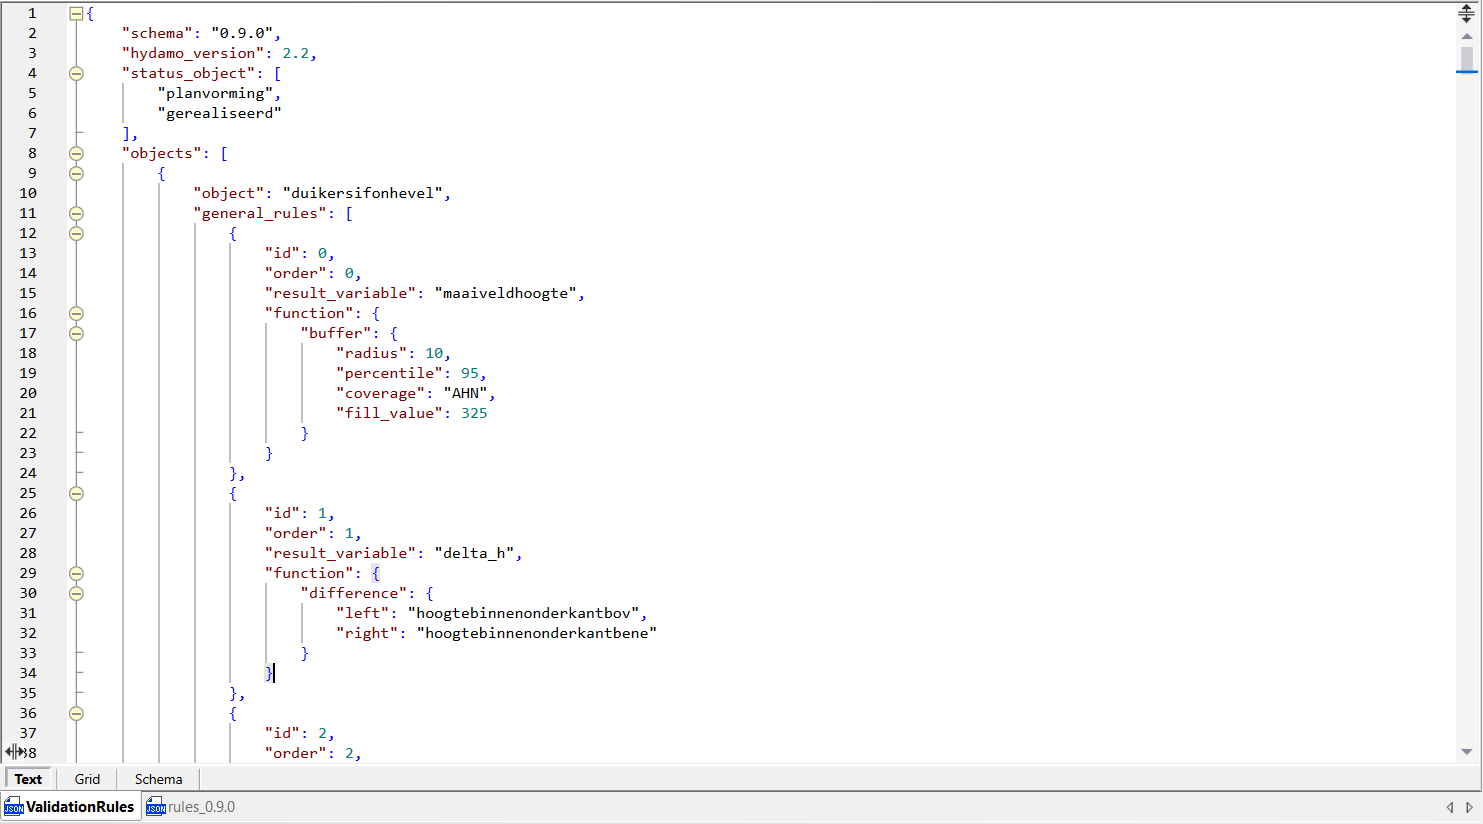 1 {
2 "schema": "0.9.0",
3 "hydamo_version": 2.2,
4 "status_object": [
5 "planvorming",
6 "gerealiseerd"
7 ],
8 "objects": [
9 {
10 "object": "duikersifonhevel",
11 "general_rules": [
12 {
13 "id": 0,
14 "order": 0,
15 "result_variable": "maaiveldhoogte",
16 "function": {
17 "buffer": {
18 "radius": 10,
19 "percentile": 95,
20 "coverage": "AHN",
21 "fill_value": 325
22 }
23 }
24 },
25 {
26 "id": 1,
27 "order": 1,
28 "result_variable": "delta_h",
29 "function": {
30 "difference": {
31 "left": "hoogtebinnenonderkantbov",
32 "right": "hoogtebinnenonderkantbene"
33 }
34 }
35 },
36 {
37 "id": 2,
38 "order": 2,
Text Grid Schema
JSON ValidationRules JSON rules_0.9.0